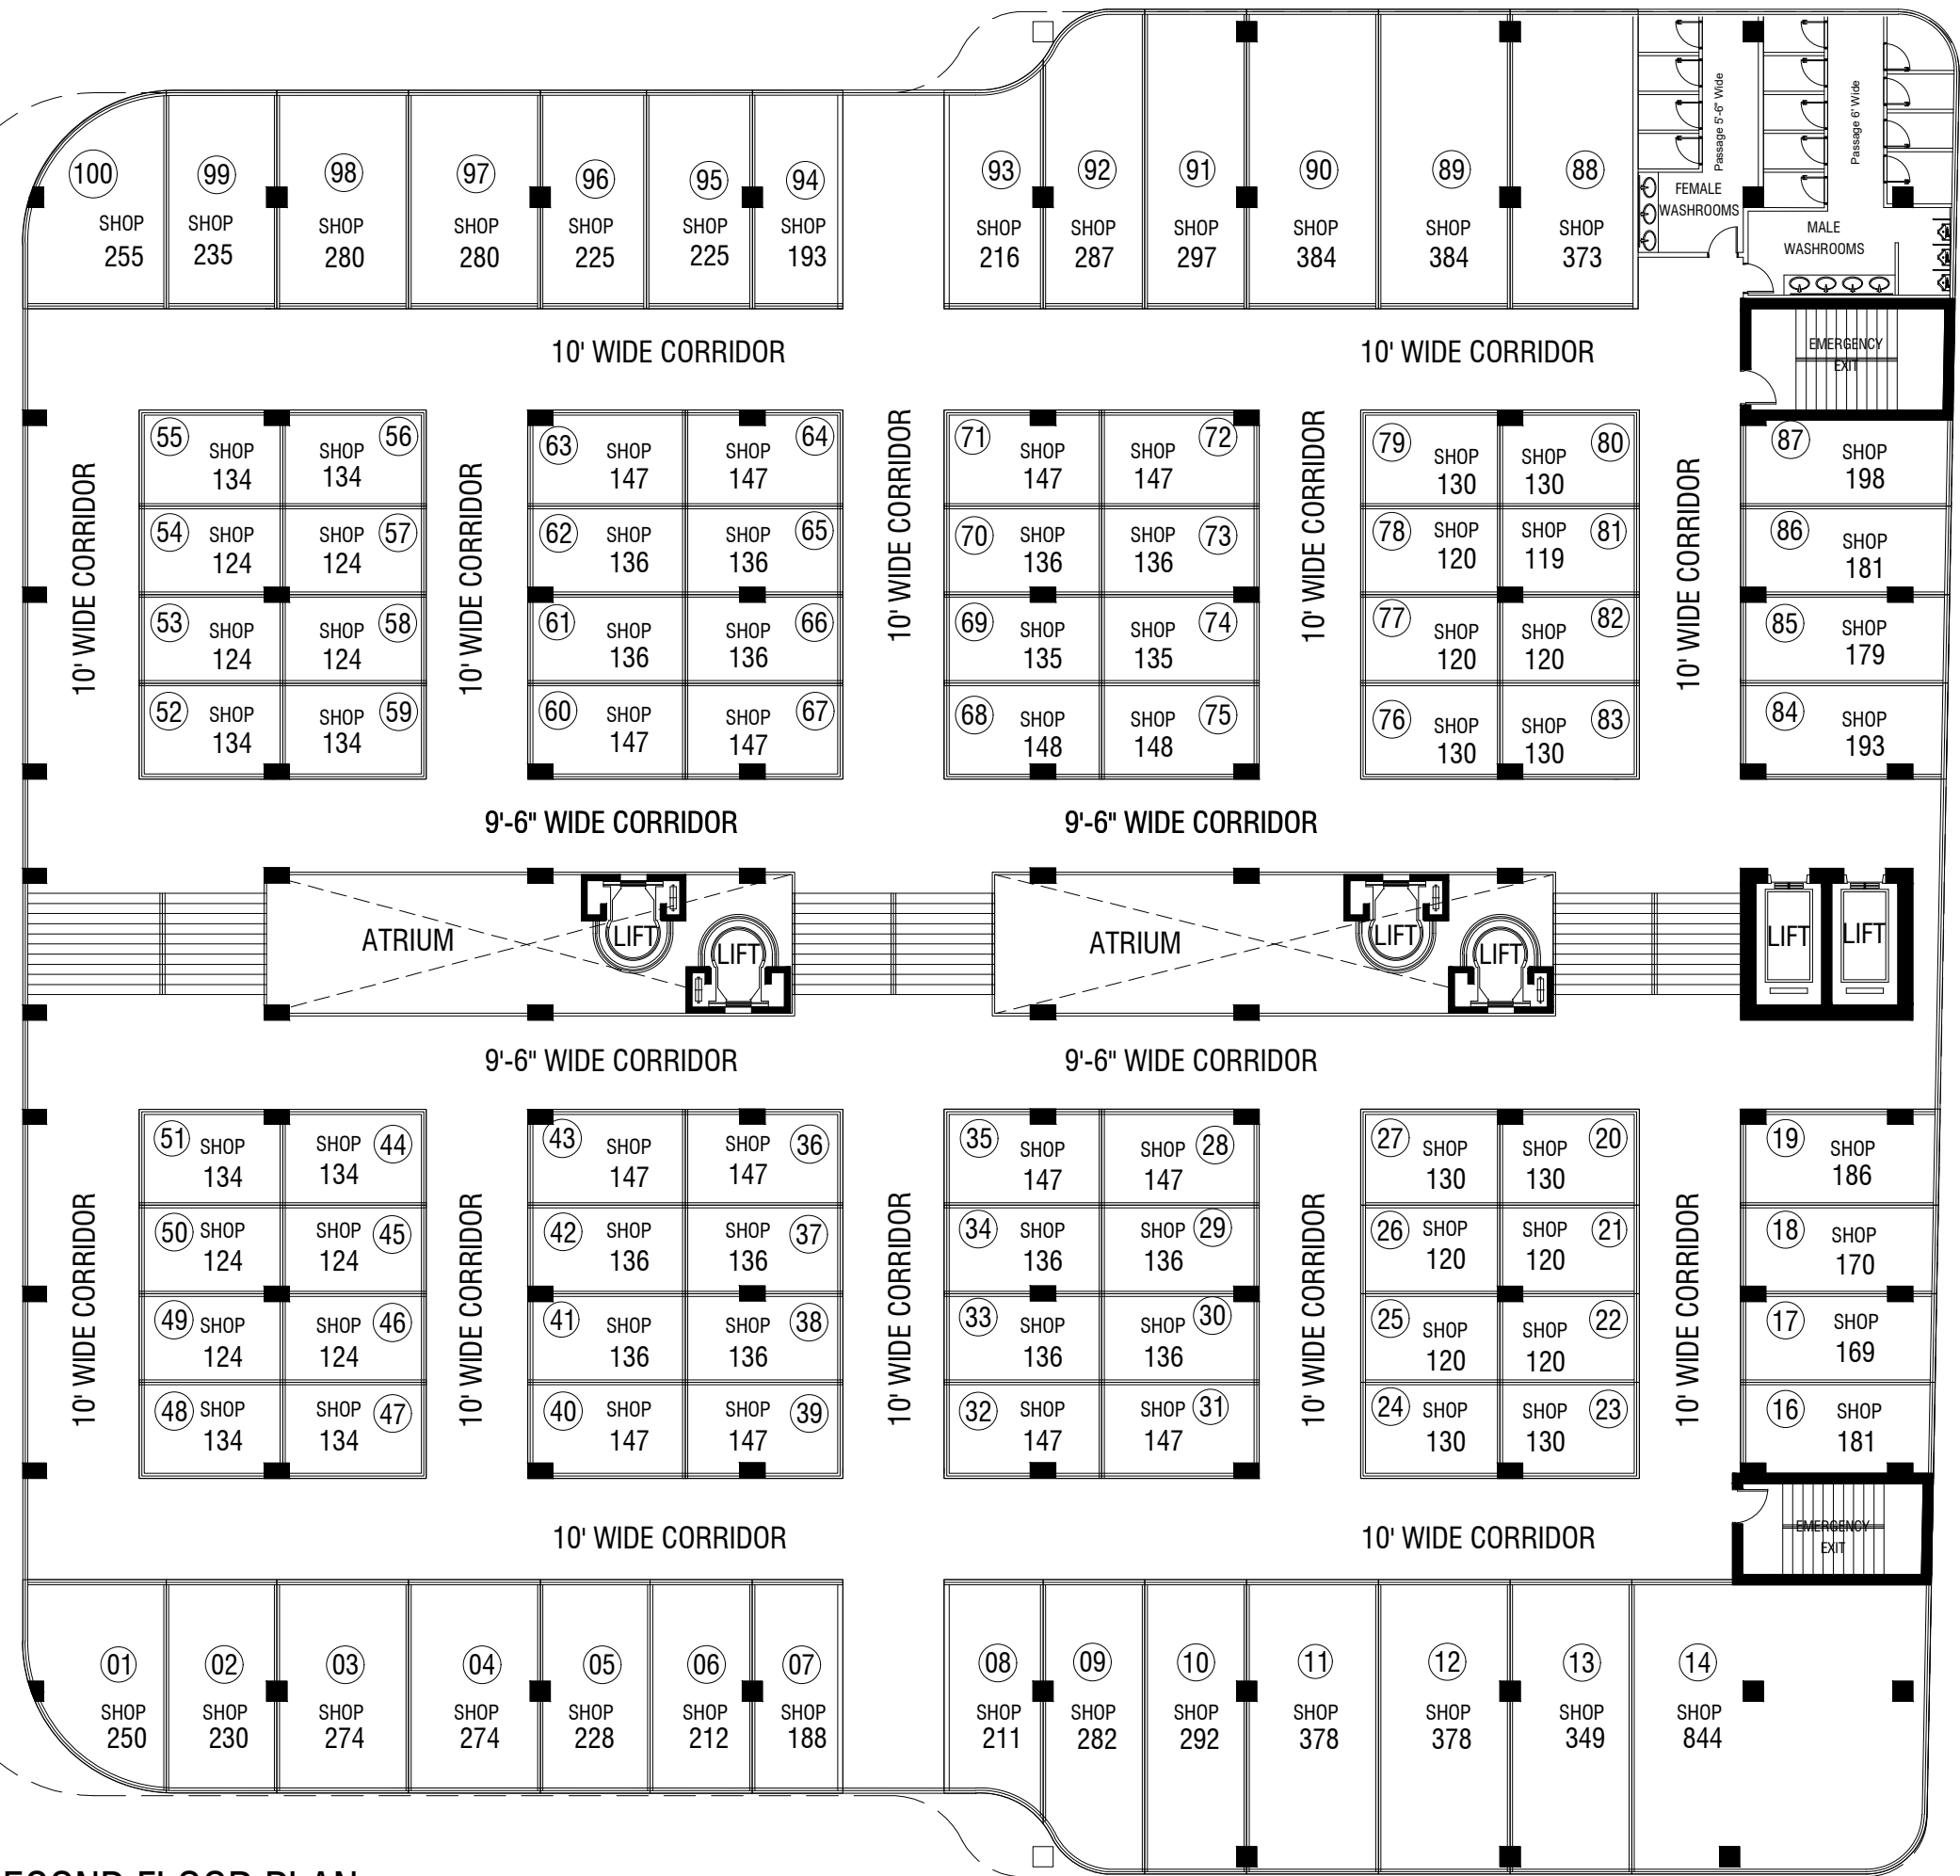 Passage 5'-6" Wide
Passage 6' Wide
100 99 98 97 96 95 94 93 92 91 90 89 88
SHOP SHOP SHOP SHOP SHOP SHOP SHOP SHOP SHOP SHOP SHOP SHOP SHOP
255 235 280 280 225 225 193 216 287 297 384 384 373
FEMALE
WASHROOMS
MALE
WASHROOMS
10' WIDE CORRIDOR 10' WIDE CORRIDOR
EMERGENCY
EXIT
10' WIDE CORRIDOR
10' WIDE CORRIDOR
10' WIDE CORRIDOR
10' WIDE CORRIDOR
10' WIDE CORRIDOR
55 56 63 64 71 72 79 80 87
SHOP SHOP SHOP SHOP SHOP SHOP SHOP SHOP SHOP
134 134 147 147 147 147 130 130 198
54 57 62 65 70 73 78 81 86
SHOP SHOP SHOP SHOP SHOP SHOP SHOP SHOP SHOP
124 124 136 136 136 136 120 119 181
53 58 61 66 69 74 77 82 85
SHOP SHOP SHOP SHOP SHOP SHOP SHOP SHOP SHOP
124 124 136 136 135 135 120 120 179
52 59 60 67 68 75 76 83 84
SHOP SHOP SHOP SHOP SHOP SHOP SHOP SHOP SHOP
134 134 147 147 148 148 130 130 193
9'-6" WIDE CORRIDOR 9'-6" WIDE CORRIDOR
ATRIUM LIFT LIFT ATRIUM LIFT LIFT LIFT LIFT
9'-6" WIDE CORRIDOR 9'-6" WIDE CORRIDOR
51 44 43 36 35 28 27 20 19
SHOP SHOP SHOP SHOP SHOP SHOP SHOP SHOP SHOP
134 134 147 147 147 147 130 130 186
50 45 42 37 34 29 26 21 18
SHOP SHOP SHOP SHOP SHOP SHOP SHOP SHOP SHOP
124 124 136 136 136 136 120 120 170
49 46 41 38 33 30 25 22 17
SHOP SHOP SHOP SHOP SHOP SHOP SHOP SHOP SHOP
124 124 136 136 136 136 120 120 169
48 47 40 39 32 31 24 23 16
SHOP SHOP SHOP SHOP SHOP SHOP SHOP SHOP SHOP
134 134 147 147 147 147 130 130 181
10' WIDE CORRIDOR
10' WIDE CORRIDOR
10' WIDE CORRIDOR
10' WIDE CORRIDOR
10' WIDE CORRIDOR
10' WIDE CORRIDOR 10' WIDE CORRIDOR
EMERGENCY
EXIT
01 02 03 04 05 06 07 08 09 10 11 12 13 14
SHOP SHOP SHOP SHOP SHOP SHOP SHOP SHOP SHOP SHOP SHOP SHOP SHOP SHOP
250 230 274 274 228 212 188 211 282 292 378 378 349 844